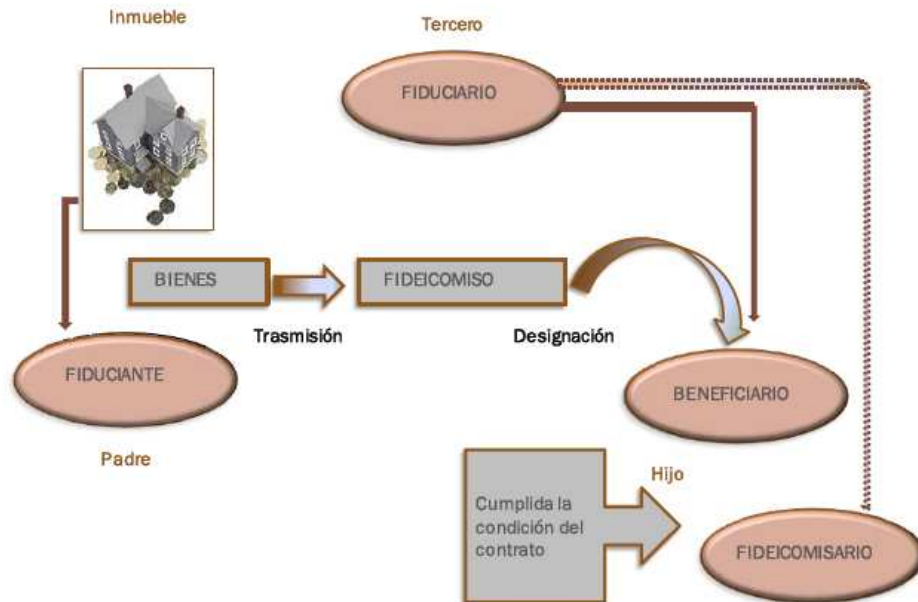 Inmueble
Tercero
FIDUCIARIO
BIENES
FIDEICOMISO
Trasmisión
Designación
FIDUCIANTE
BENEFICIARIO
Padre
Hijo
Cumplida la
condición del
contrato
FIDEICOMISARIO